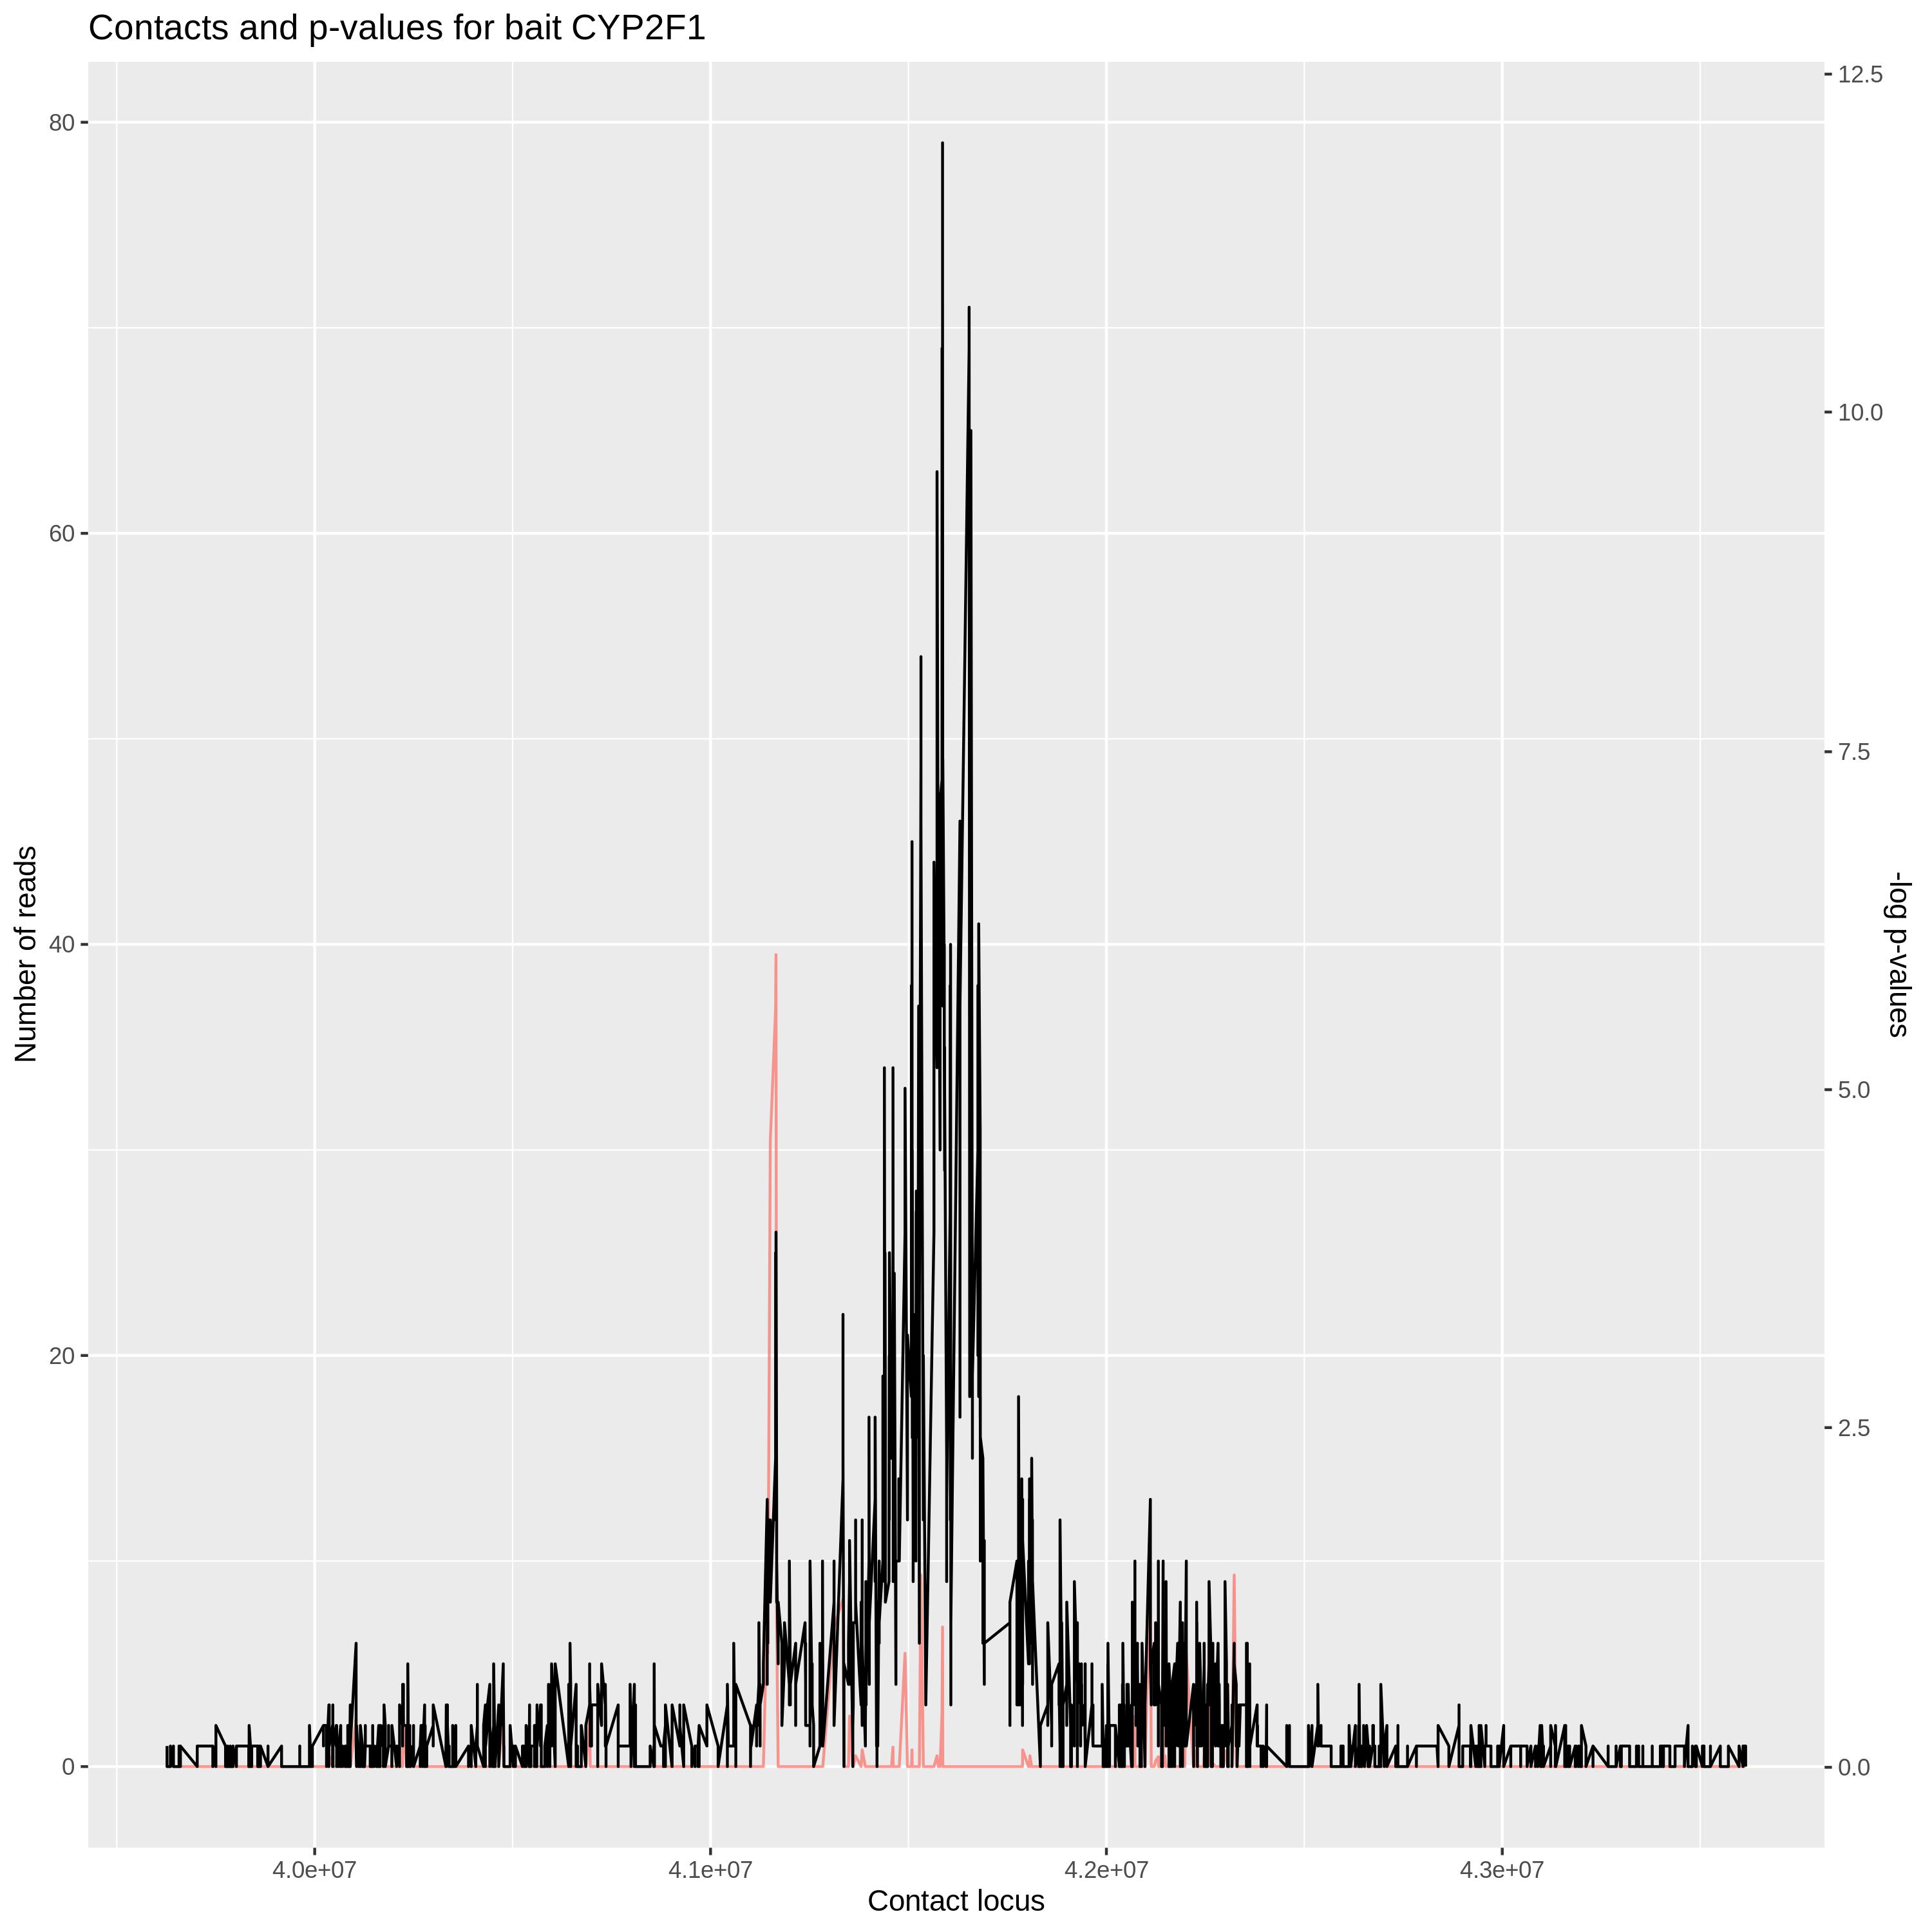 Contacts and p-values for bait CYP2F1
80
60
40
20
0
Number of reads
12.5
10.0
7.5
5.0
2.5
0.0
-log p-values
4.0e+07
4.1e+07
4.2e+07
4.3e+07
Contact locus